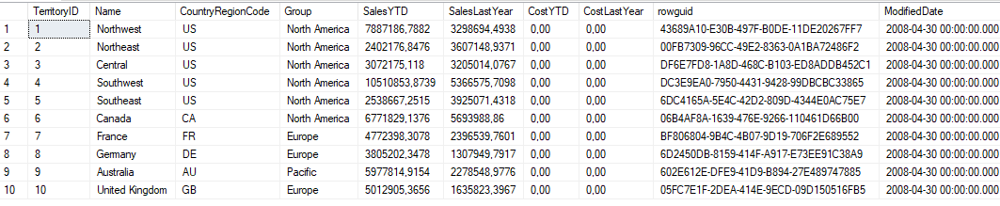 TerritoryID Name CountryRegionCode Group SalesYTD SalesLastYear CostYTD CostLastYear rowguid ModifiedDate
1 1 Northwest US North America 7887186,7882 3298694,4938 0,00 0,00 43689A10-E30B-497F-B0DE-11DE20267FF7 2008-04-30 00:00:00.000
2 2 Northeast US North America 2402176,8476 3607148,9371 0,00 0,00 00FB7309-96CC-49E2-8363-0A1BA72486F2 2008-04-30 00:00:00.000
3 3 Central US North America 3072175,118 3205014,0767 0,00 0,00 DF6E7FD8-1A8D-468C-B103-ED8ADDB452C1 2008-04-30 00:00:00.000
4 4 Southwest US North America 10510853,8739 5366575,7098 0,00 0,00 DC3E9EA0-7950-4431-9428-99DBCBC33865 2008-04-30 00:00:00.000
5 5 Southeast US North America 2538667,2515 3925071,4318 0,00 0,00 6DC4165A-5E4C-42D2-809D-4344E0AC75E7 2008-04-30 00:00:00.000
6 6 Canada CA North America 6771829,1376 5693988,86 0,00 0,00 06B4AF8A-1639-476E-9266-110461D66B00 2008-04-30 00:00:00.000
7 7 France FR Europe 4772398,3078 2396539,7601 0,00 0,00 BF806804-9B4C-4B07-9D19-706F2E689552 2008-04-30 00:00:00.000
8 8 Germany DE Europe 3805202,3478 1307949,7917 0,00 0,00 6D2450DB-8159-414F-A917-E73EE91C38A9 2008-04-30 00:00:00.000
9 9 Australia AU Pacific 5977814,9154 2278548,9776 0,00 0,00 602E612E-DFE9-41D9-B894-27E489747885 2008-04-30 00:00:00.000
10 10 United Kingdom GB Europe 5012905,3656 1635823,3967 0,00 0,00 05FC7E1F-2DEA-414E-9ECD-09D150516FB5 2008-04-30 00:00:00.000